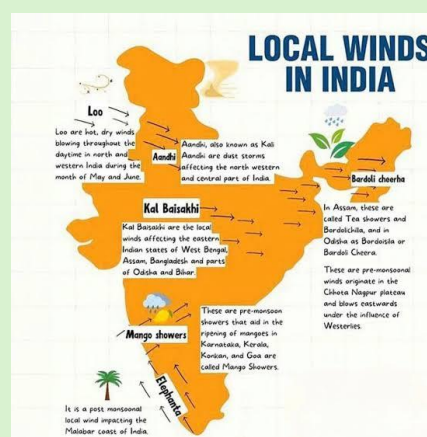 LOCAL WINDS
IN INDIA
Loo
Loo are hot, dry winds
blowing throughout the
daytime in north and
western India during the
month of May and June.
Aandhi
Aandhi, also known as Kali
Aandhi are dust storms
affecting the north western
and central part of India.
Bardoli cheerha
In Assam, these are
called Tea showers and
Bordoichilla, and in
Odisha as Bordoisla or
Bardoli Cheera.
These are pre-monsoonal
winds originate in the
Chhota Nagpur plateau
and blows eastwards
under the influence of
Westerlies.
Kal Baisakhi
Kal Baisakhi are the local
winds affecting the eastern
Indian states of West Bengal,
Assam, Bangladesh and parts
of Odisha and Bihar.
Mango showers
These are pre-monsoon
showers that aid in the
ripening of mangoes in
Karnataka, Kerala,
Konkan, and Goa are
called Mango Showers.
Elephanta
It is a post monsoonal
local wind impacting the
Malabar coast of India.